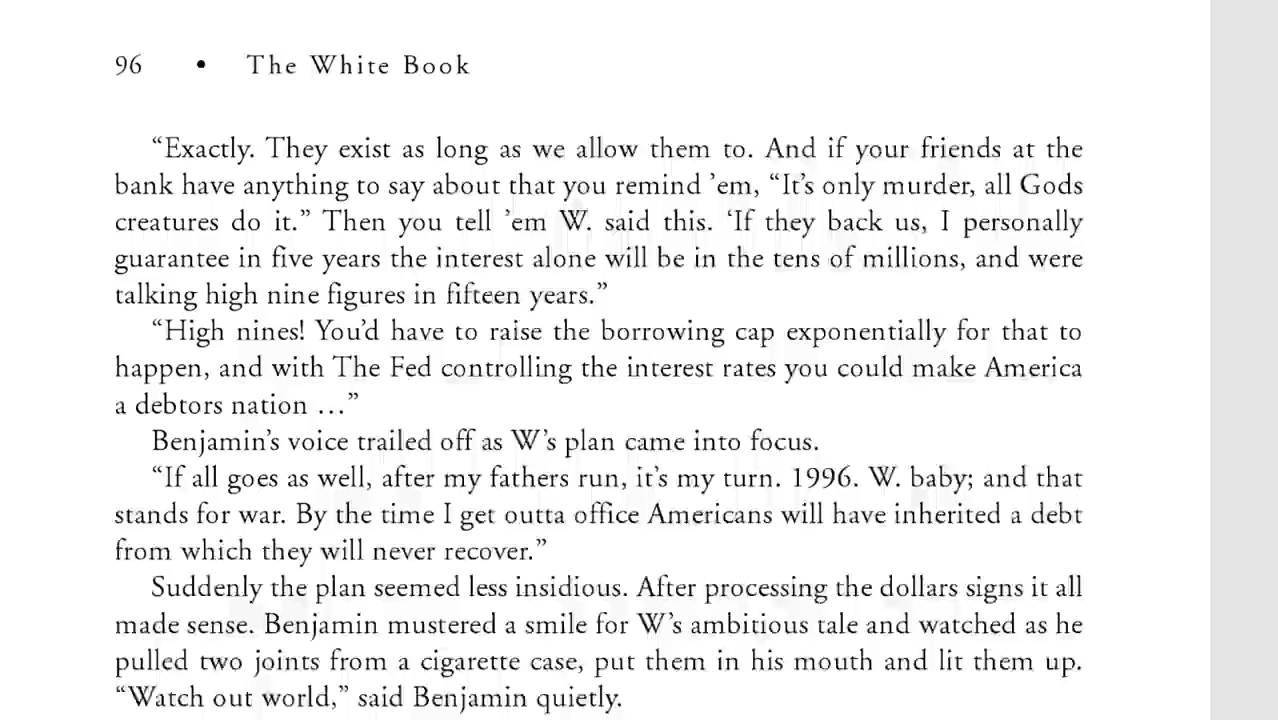 96 • The White Book
“Exactly. They exist as long as we allow them to. And if your friends at the
bank have anything to say about that you remind ’em, “It’s only murder, all Gods
creatures do it.” Then you tell ’em W. said this. ‘If they back us, I personally
guarantee in five years the interest alone will be in the tens of millions, and were
talking high nine figures in fifteen years.”
“High nines! You’d have to raise the borrowing cap exponentially for that to
happen, and with The Fed controlling the interest rates you could make America
a debtors nation …”
Benjamin’s voice trailed off as W’s plan came into focus.
“If all goes as well, after my fathers run, it’s my turn. 1996. W. baby; and that
stands for war. By the time I get outta office Americans will have inherited a debt
from which they will never recover.”
Suddenly the plan seemed less insidious. After processing the dollars signs it all
made sense. Benjamin mustered a smile for W’s ambitious tale and watched as he
pulled two joints from a cigarette case, put them in his mouth and lit them up.
“Watch out world,” said Benjamin quietly.